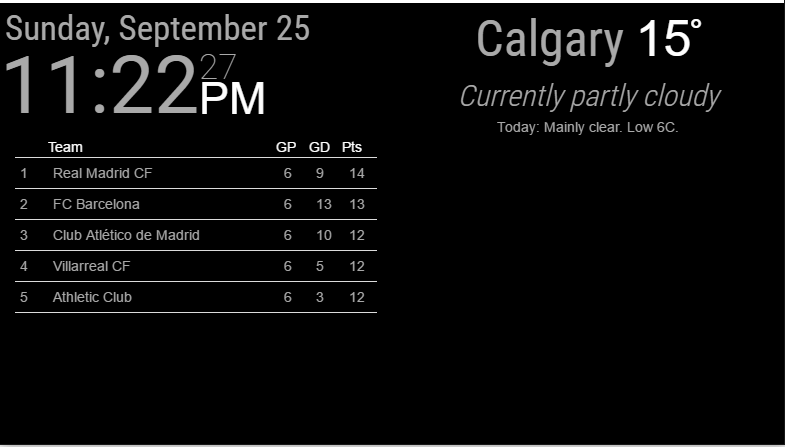 Sunday, September 25
11:22 27 PM
Team GP GD Pts
1 Real Madrid CF 6 9 14
2 FC Barcelona 6 13 13
3 Club Atlético de Madrid 6 10 12
4 Villarreal CF 6 5 12
5 Athletic Club 6 3 12
Calgary 15°
Currently partly cloudy
Today: Mainly clear. Low 6C.